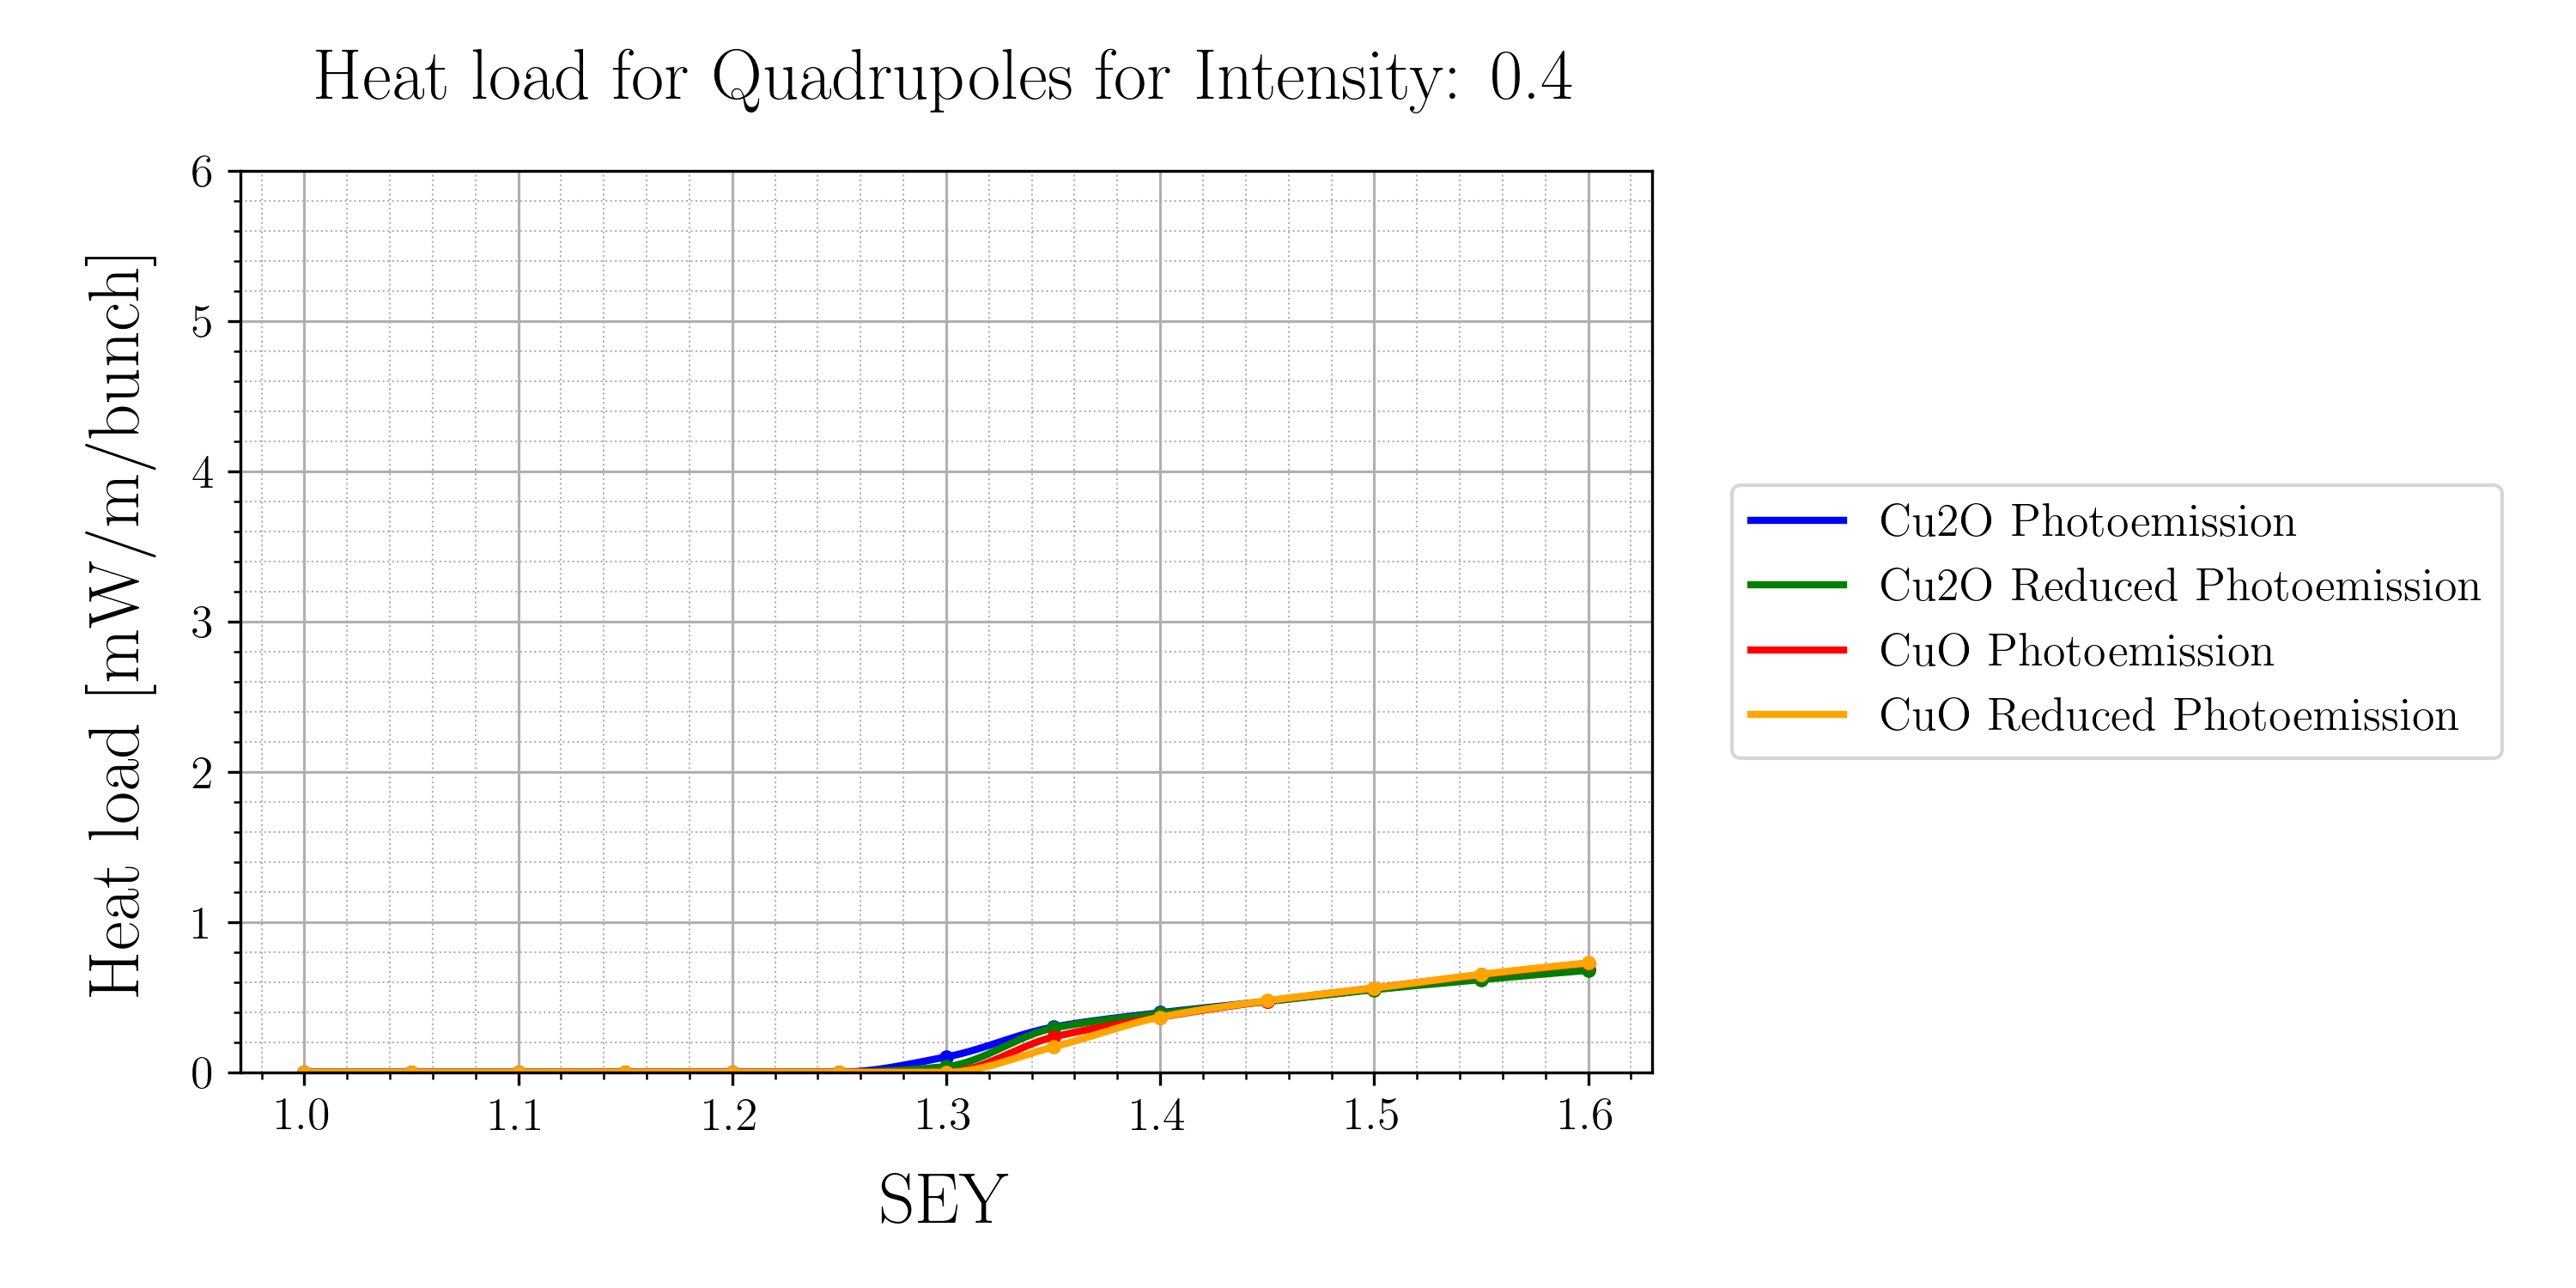 Heat load for Quadrupoles for Intensity: 0.4
Heat load [mW/m/bunch]
6
5
4
3
2
1
0
1.0 1.1 1.2 1.3 1.4 1.5 1.6
SEY
Cu2O Photoemission
Cu2O Reduced Photoemission
CuO Photoemission
CuO Reduced Photoemission